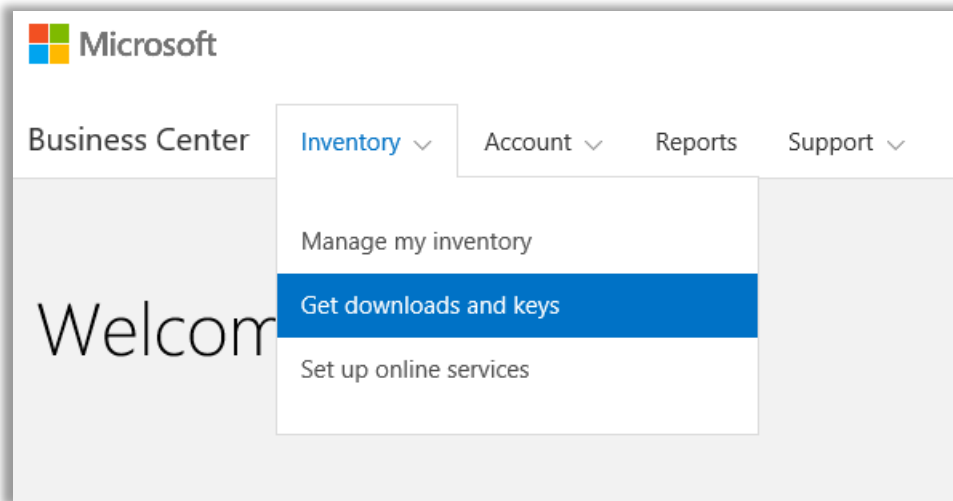 Microsoft
Business Center Inventory Account Reports Support
Manage my inventory
Get downloads and keys
Welcom
Set up online services